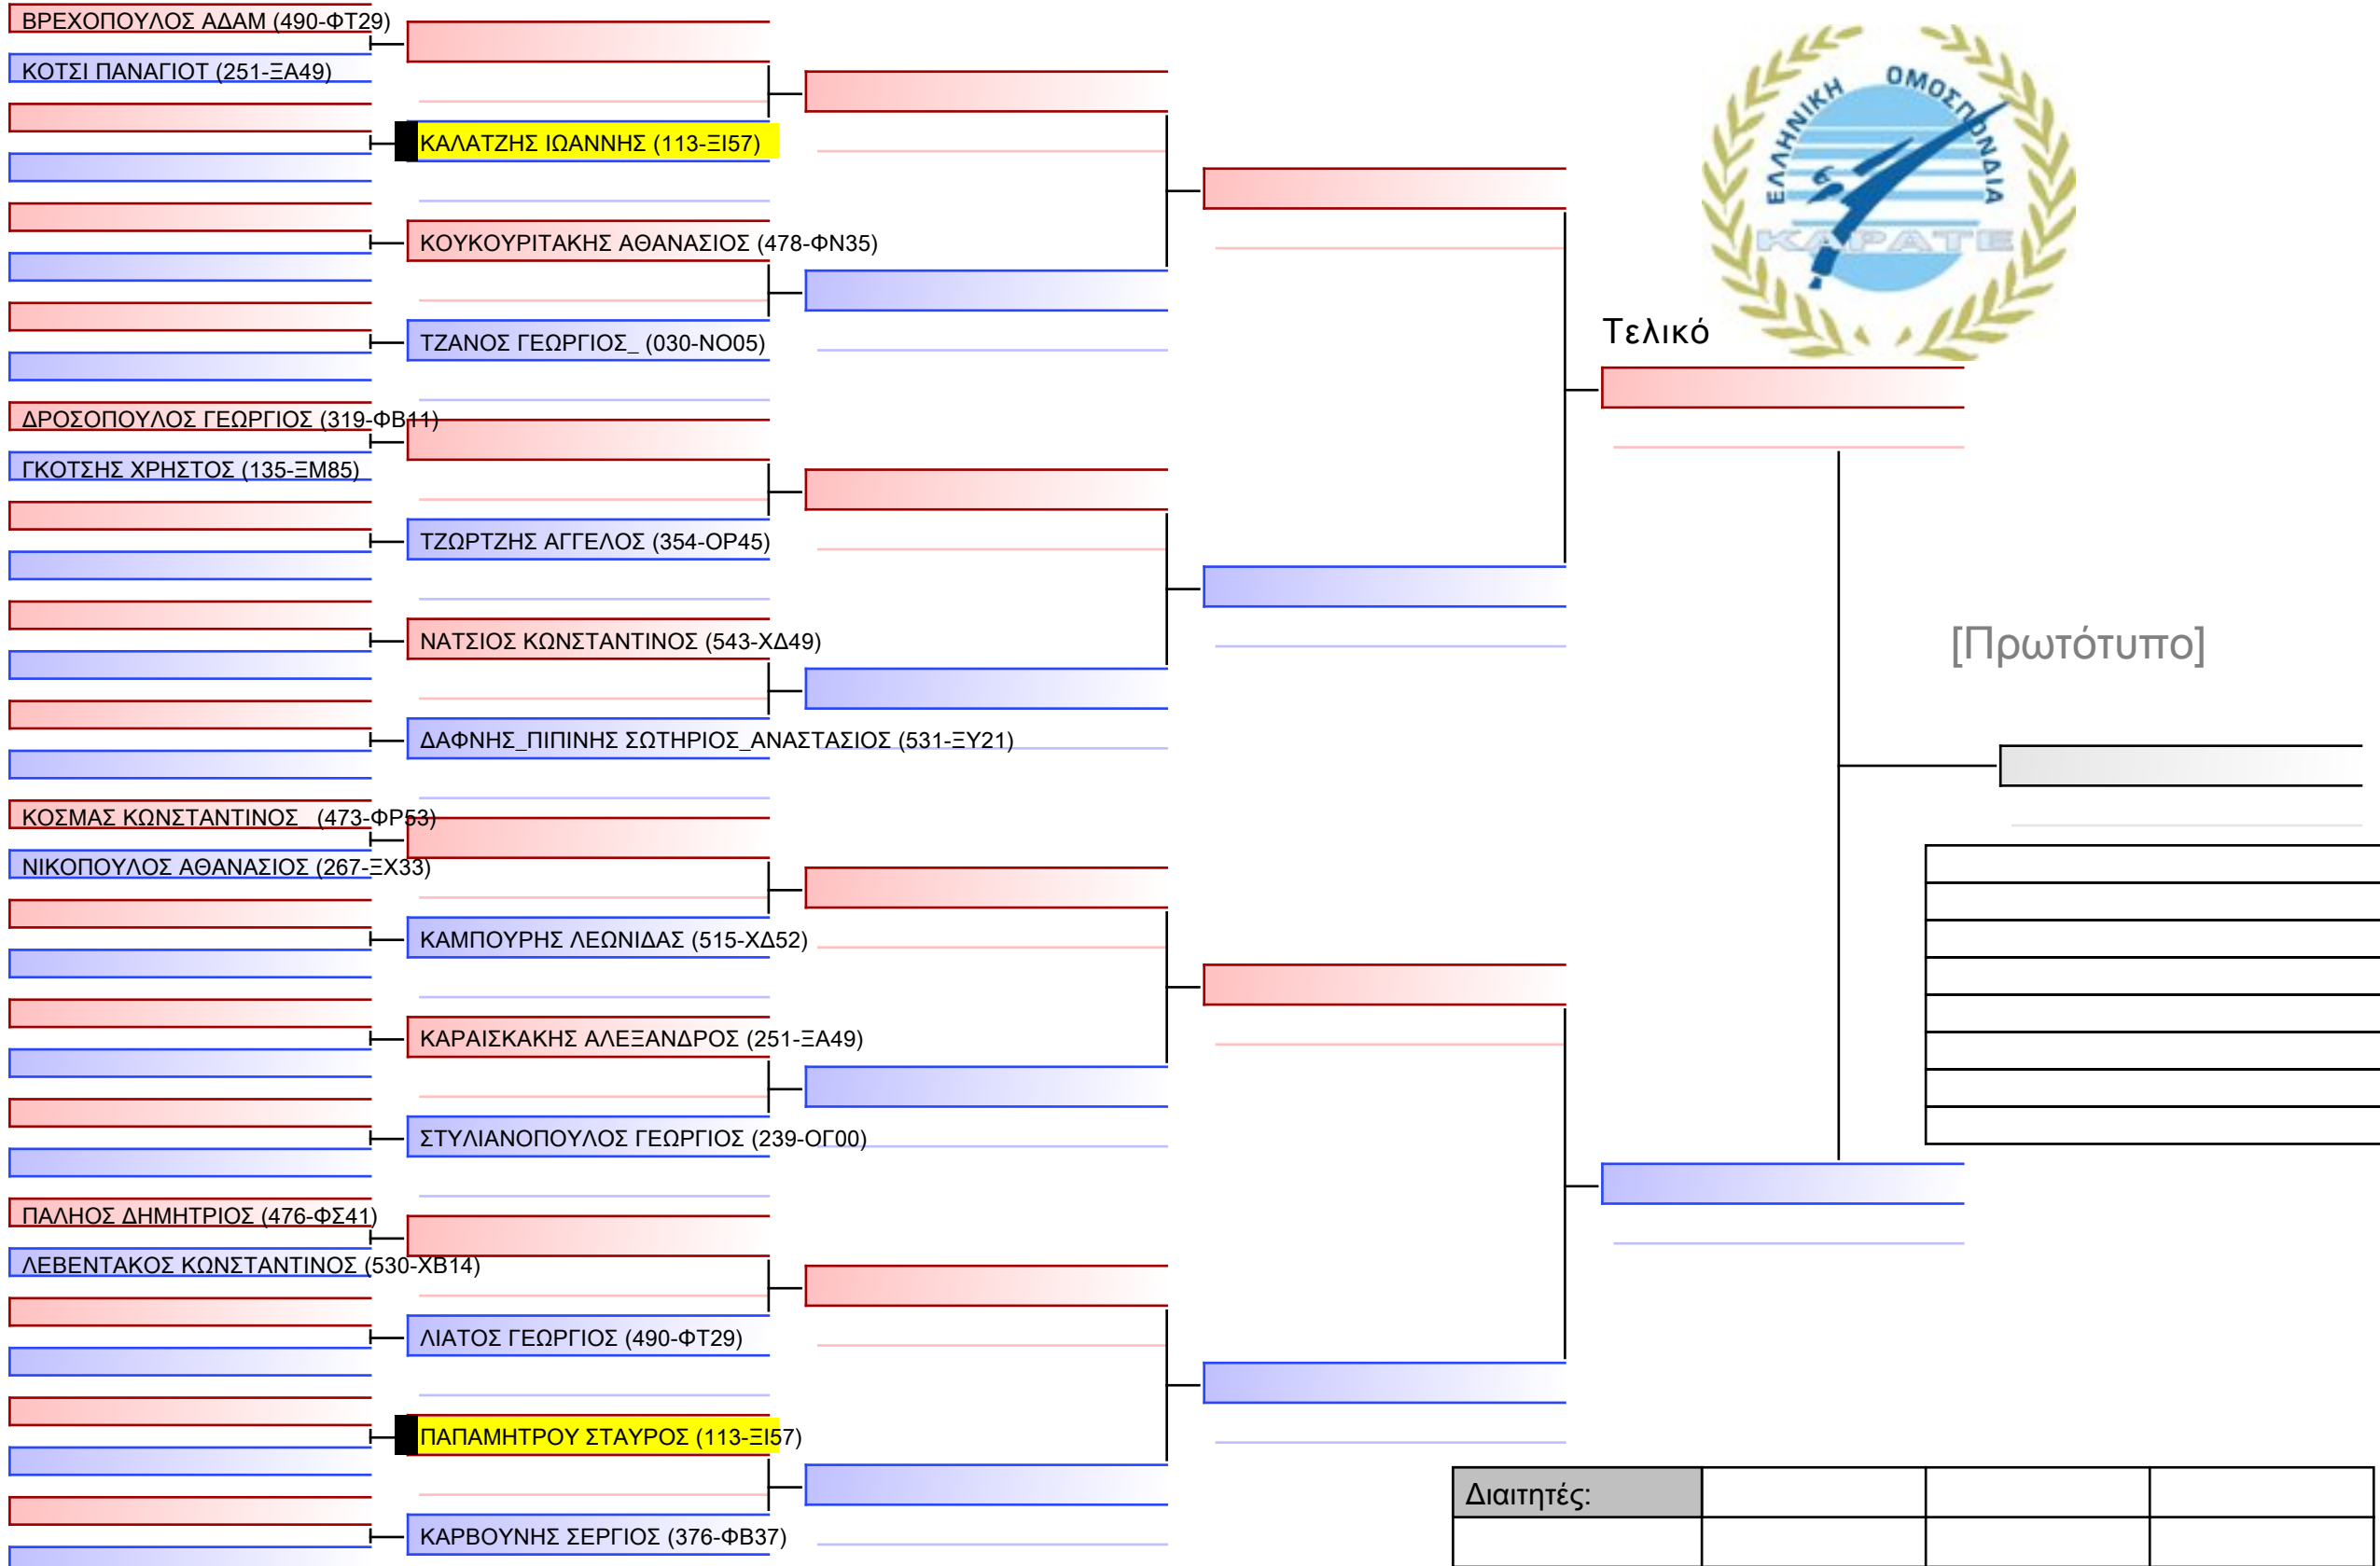 ΒΡΕΧΟΠΟΥΛΟΣ ΑΔΑΜ (490-ΦΤ29)
ΚΟΤΣΙ ΠΑΝΑΓΙΟΤ (251-ΞΑ49)
ΚΑΛΑΤΖΗΣ ΙΩΑΝΝΗΣ (113-ΞΙ57)
ΚΟΥΚΟΥΡΙΤΑΚΗΣ ΑΘΑΝΑΣΙΟΣ (478-ΦΝ35)
ΤΖΑΝΟΣ ΓΕΩΡΓΙΟΣ_ (030-ΝΟ05)
ΔΡΟΣΟΠΟΥΛΟΣ ΓΕΩΡΓΙΟΣ (319-ΦΒ11)
ΓΚΟΤΣΗΣ ΧΡΗΣΤΟΣ (135-ΞΜ85)
ΤΖΩΡΤΖΗΣ ΑΓΓΕΛΟΣ (354-ΟΡ45)
ΝΑΤΣΙΟΣ ΚΩΝΣΤΑΝΤΙΝΟΣ (543-ΧΔ49)
ΔΑΦΝΗΣ_ΠΙΠΙΝΗΣ ΣΩΤΗΡΙΟΣ_ΑΝΑΣΤΑΣΙΟΣ (531-ΞΥ21)
ΚΟΣΜΑΣ ΚΩΝΣΤΑΝΤΙΝΟΣ_ (473-ΦΡ53)
ΝΙΚΟΠΟΥΛΟΣ ΑΘΑΝΑΣΙΟΣ (267-ΞΧ33)
ΚΑΜΠΟΥΡΗΣ ΛΕΩΝΙΔΑΣ (515-ΧΔ52)
ΚΑΡΑΙΣΚΑΚΗΣ ΑΛΕΞΑΝΔΡΟΣ (251-ΞΑ49)
ΣΤΥΛΙΑΝΟΠΟΥΛΟΣ ΓΕΩΡΓΙΟΣ (239-ΟΓ00)
ΠΑΛΗΟΣ ΔΗΜΗΤΡΙΟΣ (476-ΦΣ41)
ΛΕΒΕΝΤΑΚΟΣ ΚΩΝΣΤΑΝΤΙΝΟΣ (530-ΧΒ14)
ΛΙΑΤΟΣ ΓΕΩΡΓΙΟΣ (490-ΦΤ29)
ΠΑΠΑΜΗΤΡΟΥ ΣΤΑΥΡΟΣ (113-ΞΙ57)
ΚΑΡΒΟΥΝΗΣ ΣΕΡΓΙΟΣ (376-ΦΒ37)
ΕΛΛΗΝΙΚΗ ΟΜΟΣΠΟΝΔΙΑ
ΚΑΡΑΤΕ
Τελικό
[Πρωτότυπο]
Διαιτητές: